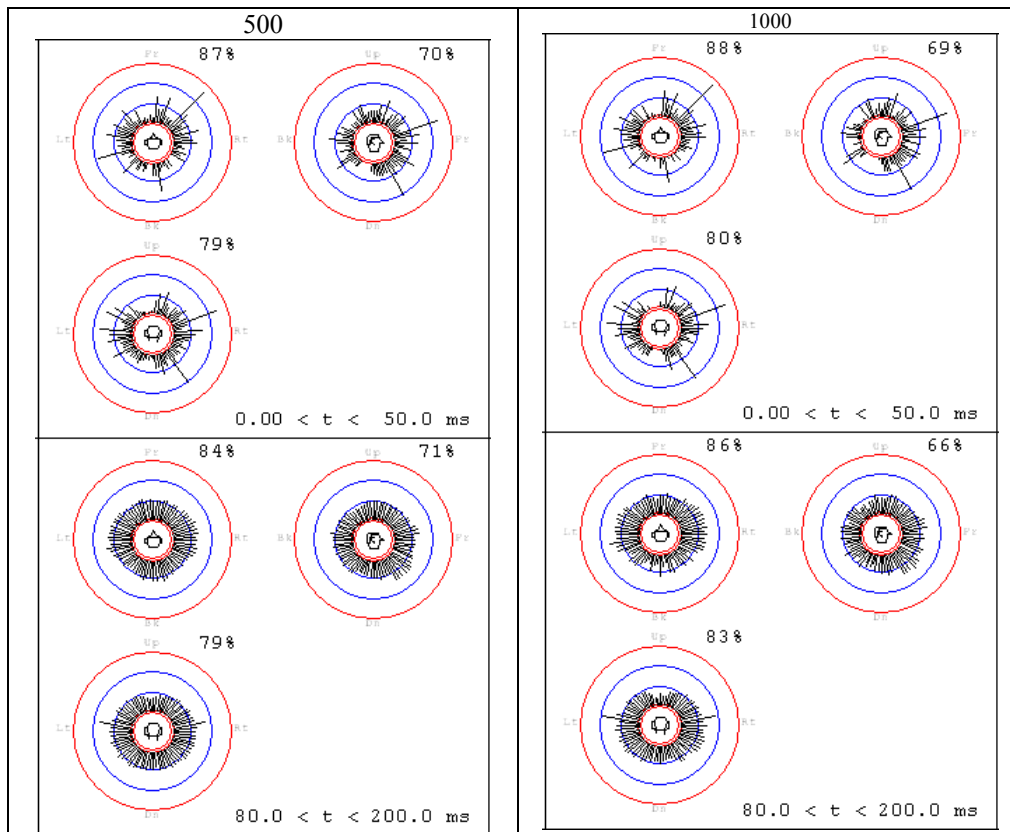 500
Fr 87% Up 70%
Lt Rt Bk Fr
Bk Dn
Up 79%
Lt Rt
Dn
0.00 < t < 50.0 ms
Fr 84% Up 71%
Lt Rt Bk Fr
Bk Dn
Up 79%
Lt Rt
Dn
80.0 < t < 200.0 ms
1000
Fr 88% Up 69%
Lt Rt Bk Fr
Bk Dn
Up 80%
Lt Rt
Dn
0.00 < t < 50.0 ms
Fr 86% Up 66%
Lt Rt Bk Fr
Bk Dn
Up 83%
Lt Rt
Dn
80.0 < t < 200.0 ms